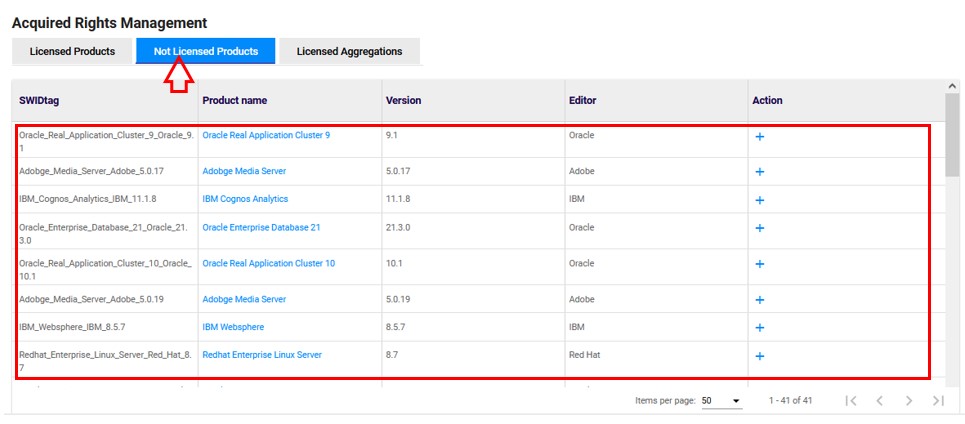 Acquired Rights Management
Licensed Products Not Licensed Products Licensed Aggregations
SWIDtag Product name Version Editor Action
Oracle_Real_Application_Cluster_9_Oracle_9. Oracle Real Application Cluster 9 9.1 Oracle +
1
Adobge_Media_Server_Adobe_5.0.17 Adobge Media Server 5.0.17 Adobe +
IBM_Cognos_Analytics_IBM_11.1.8 IBM Cognos Analytics 11.1.8 IBM +
Oracle_Enterprise_Database_21_Oracle_21. Oracle Enterprise Database 21 21.3.0 Oracle +
3.0
Oracle_Real_Application_Cluster_10_Oracle_ Oracle Real Application Cluster 10 10.1 Oracle +
10.1
Adobge_Media_Server_Adobe_5.0.19 Adobge Media Server 5.0.19 Adobe +
IBM_Websphere_IBM_8.5.7 IBM Websphere 8.5.7 IBM +
Redhat_Enterprise_Linux_Server_Red_Hat_8. Redhat Enterprise Linux Server 8.7 Red Hat +
7
Items per page: 50 1 - 41 of 41